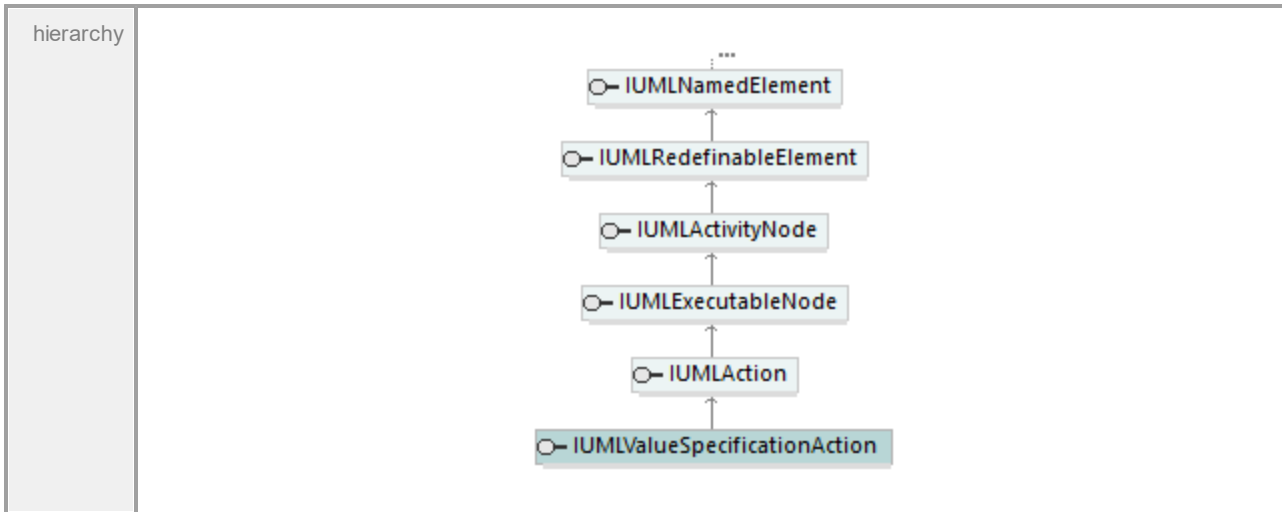 hierarchy
...
IUMLNamedElement
IUMLRedefinableElement
IUMLActivityNode
IUMLExecutableNode
IUMLAction
IUMLValueSpecificationAction